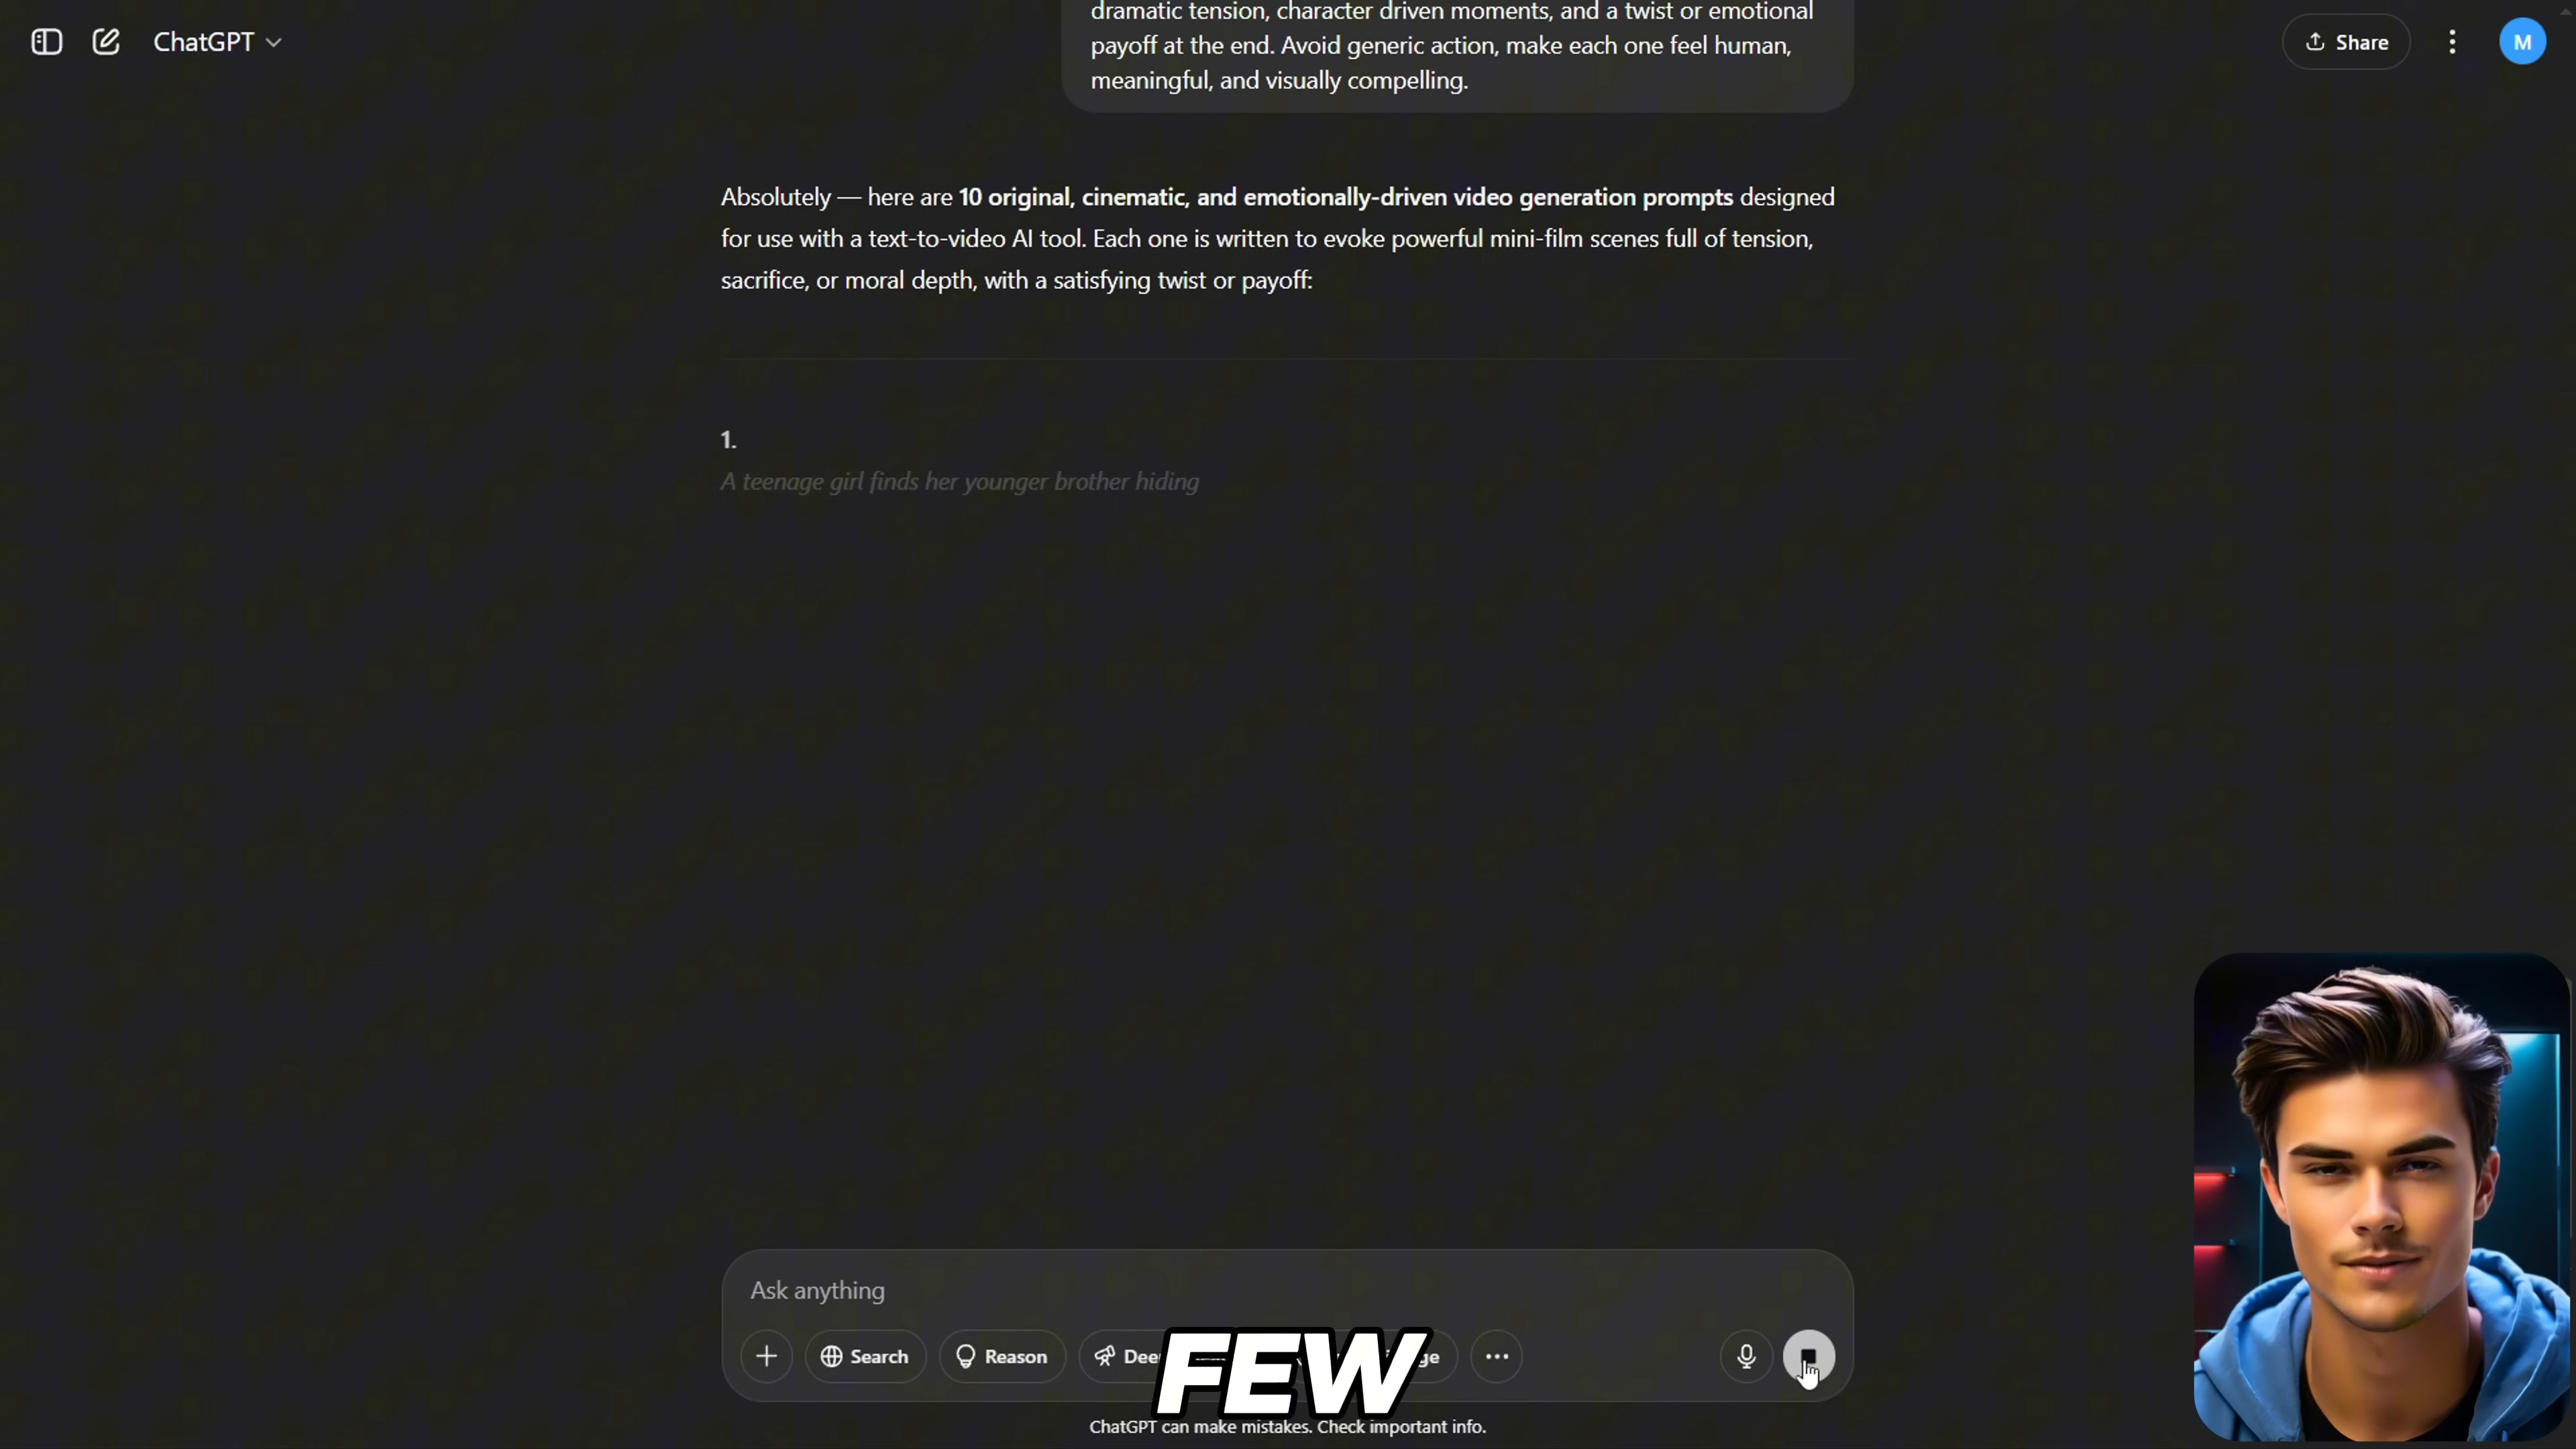 ChatGPT
Share
M
dramatic tension, character driven moments, and a twist or emotional
payoff at the end. Avoid generic action, make each one feel human,
meaningful, and visually compelling.
Absolutely — here are 10 original, cinematic, and emotionally-driven video generation prompts designed
for use with a text-to-video AI tool. Each one is written to evoke powerful mini-film scenes full of tension,
sacrifice, or moral depth, with a satisfying twist or payoff:
1.
A teenage girl finds her younger brother hiding
Ask anything
Search Reason
FEW
ChatGPT can make mistakes. Check important info.